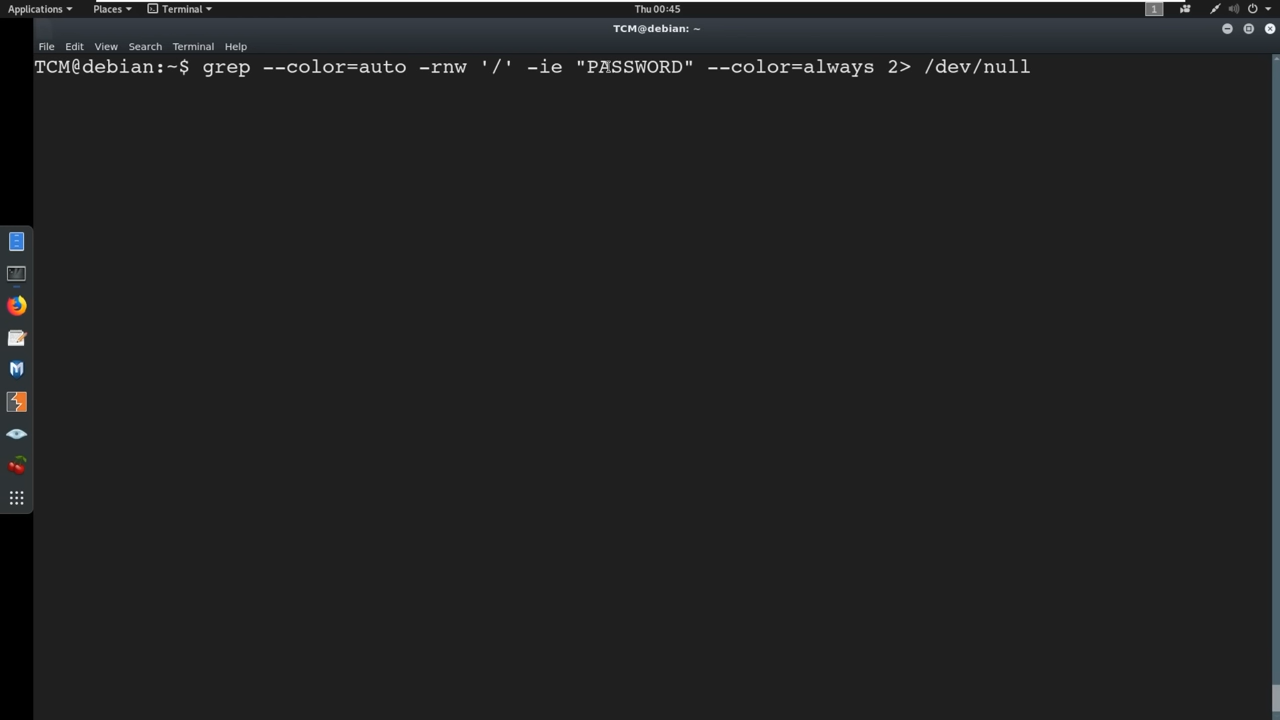 Applications Places Terminal Thu 00:45 1
TCM@debian: ~
File Edit View Search Terminal Help
TCM@debian:~$ grep --color=auto -rnw '/' -ie "PASSWORD" --color=always 2> /dev/null